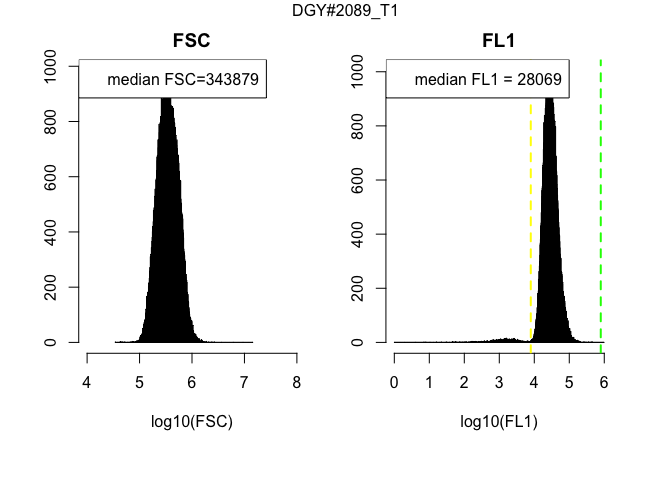 DGY#2089_T1
FSC
median FSC=343879
0
200
400
600
800
1000
4 5 6 7 8
log10(FSC)
FL1
median FL1 = 28069
0
200
400
600
800
1000
0 1 2 3 4 5 6
log10(FL1)